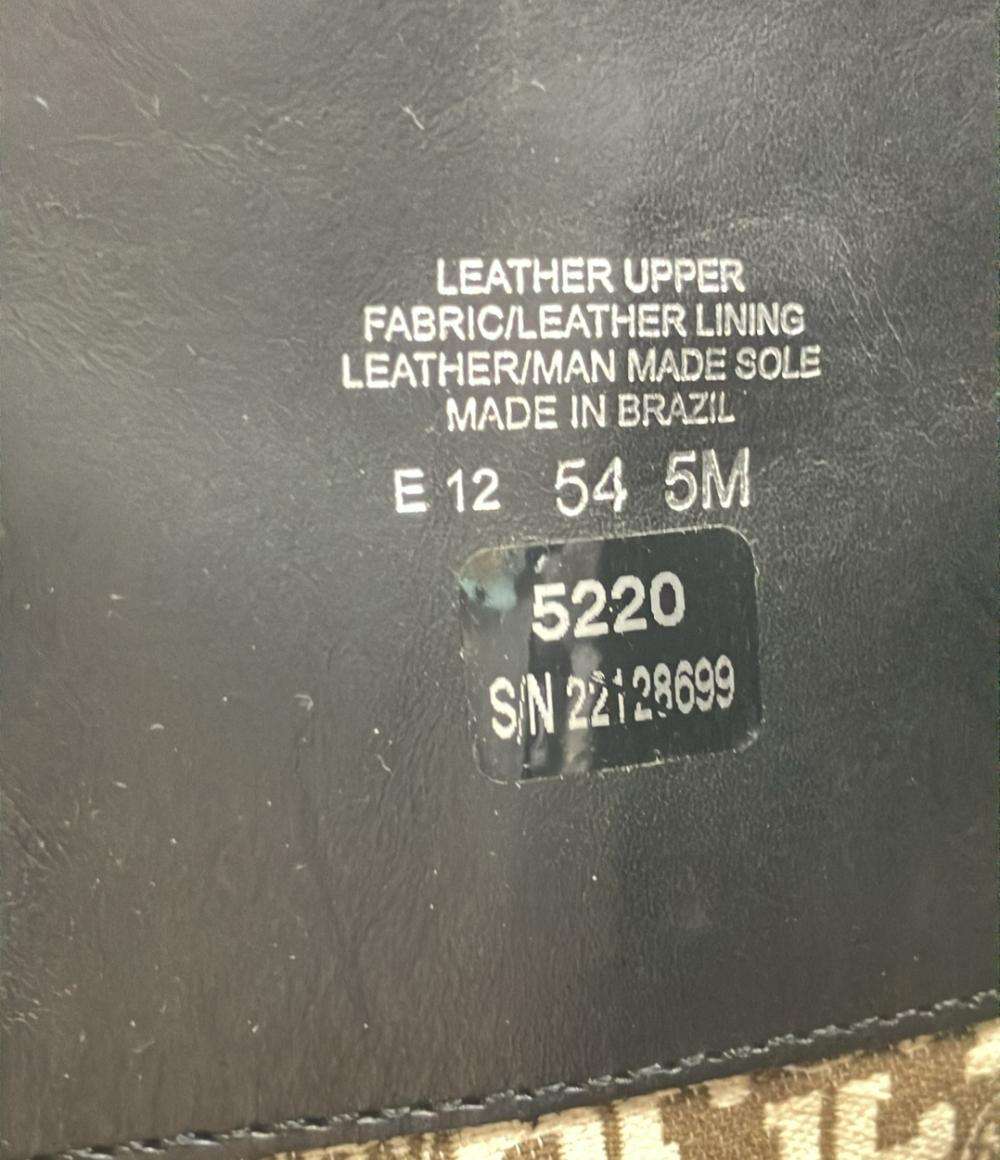 LEATHER UPPER
FABRIC/LEATHER LINING
LEATHER/MAN MADE SOLE
MADE IN BRAZIL
E 12 54 5M
5220
S/N 22128699